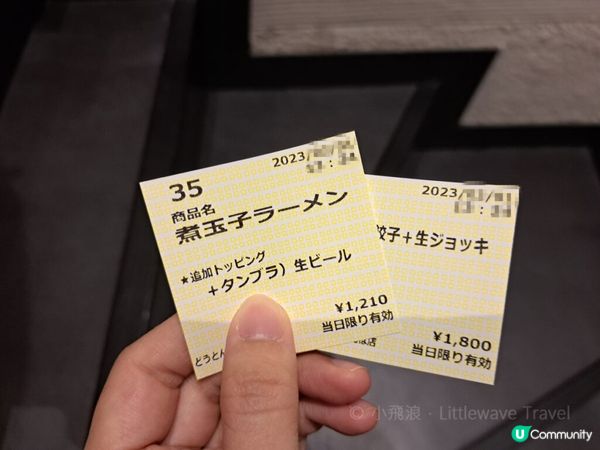 2023/
35
商品名
煮玉子ラーメン
★追加トッピング
+タンブラ)生ビール
¥1,210
当日限り有効
どうとん
2023/
餃子+生ジョッキ
¥1,800
店
当日限り有効
© 小飛浪 · Littlewave Travel
U Community